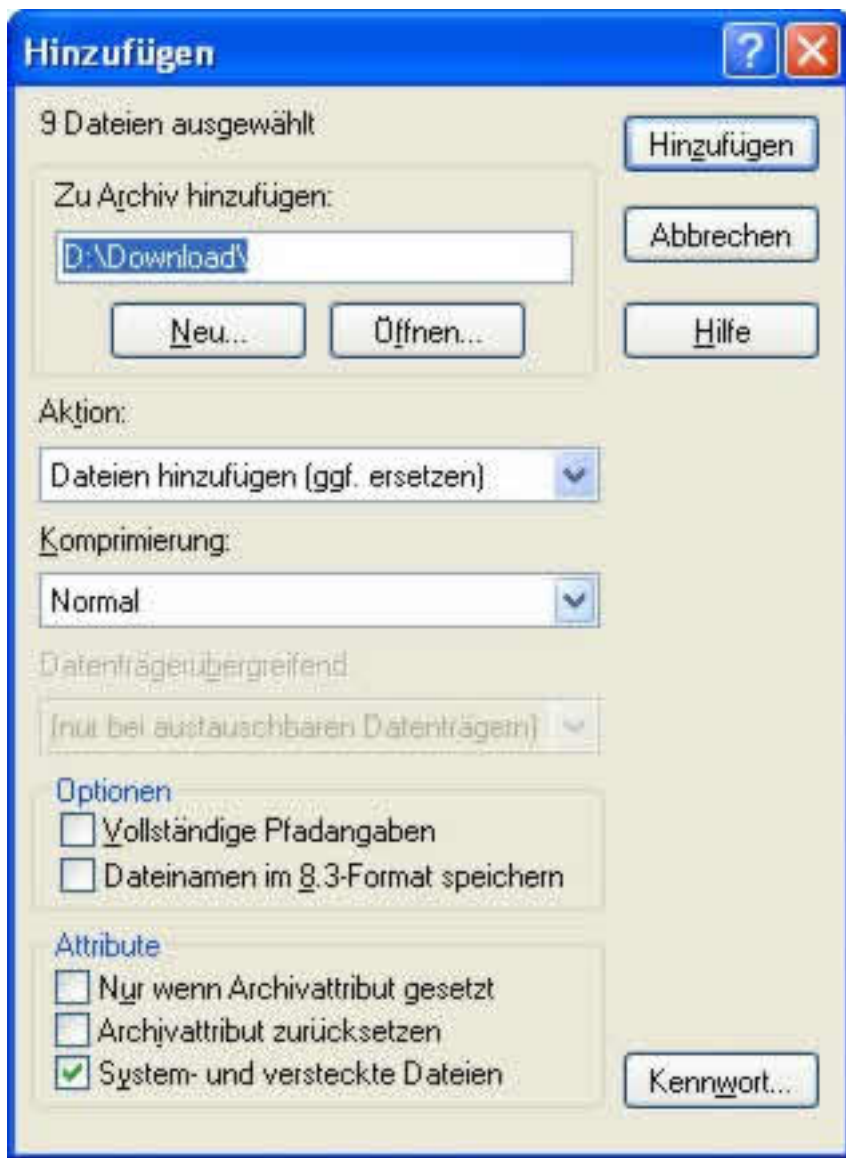 Hinzufügen
9 Dateien ausgewählt
Hinzufügen
Zu Archiv hinzufügen:
D:\Download\
Abbrechen
Neu...
Öffnen...
Hilfe
Aktion:
Dateien hinzufügen (ggf. ersetzen)
Komprimierung:
Normal
Datenträgerübergreifend
(nur bei austauschbaren Datenträgern)
Optionen
Vollständige Pfadangaben
Dateinamen im 8.3-Format speichern
Attribute
Nur wenn Archivattribut gesetzt
Archivattribut zurücksetzen
System- und versteckte Dateien
Kennwort...